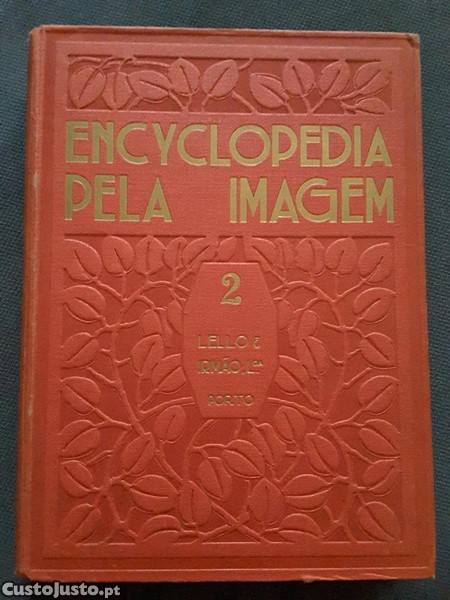 ENCYCLOPEDIA
PELA IMAGEM
2
LELLO &
IRMÃO, L.DA
PORTO
CustoJusto.pt